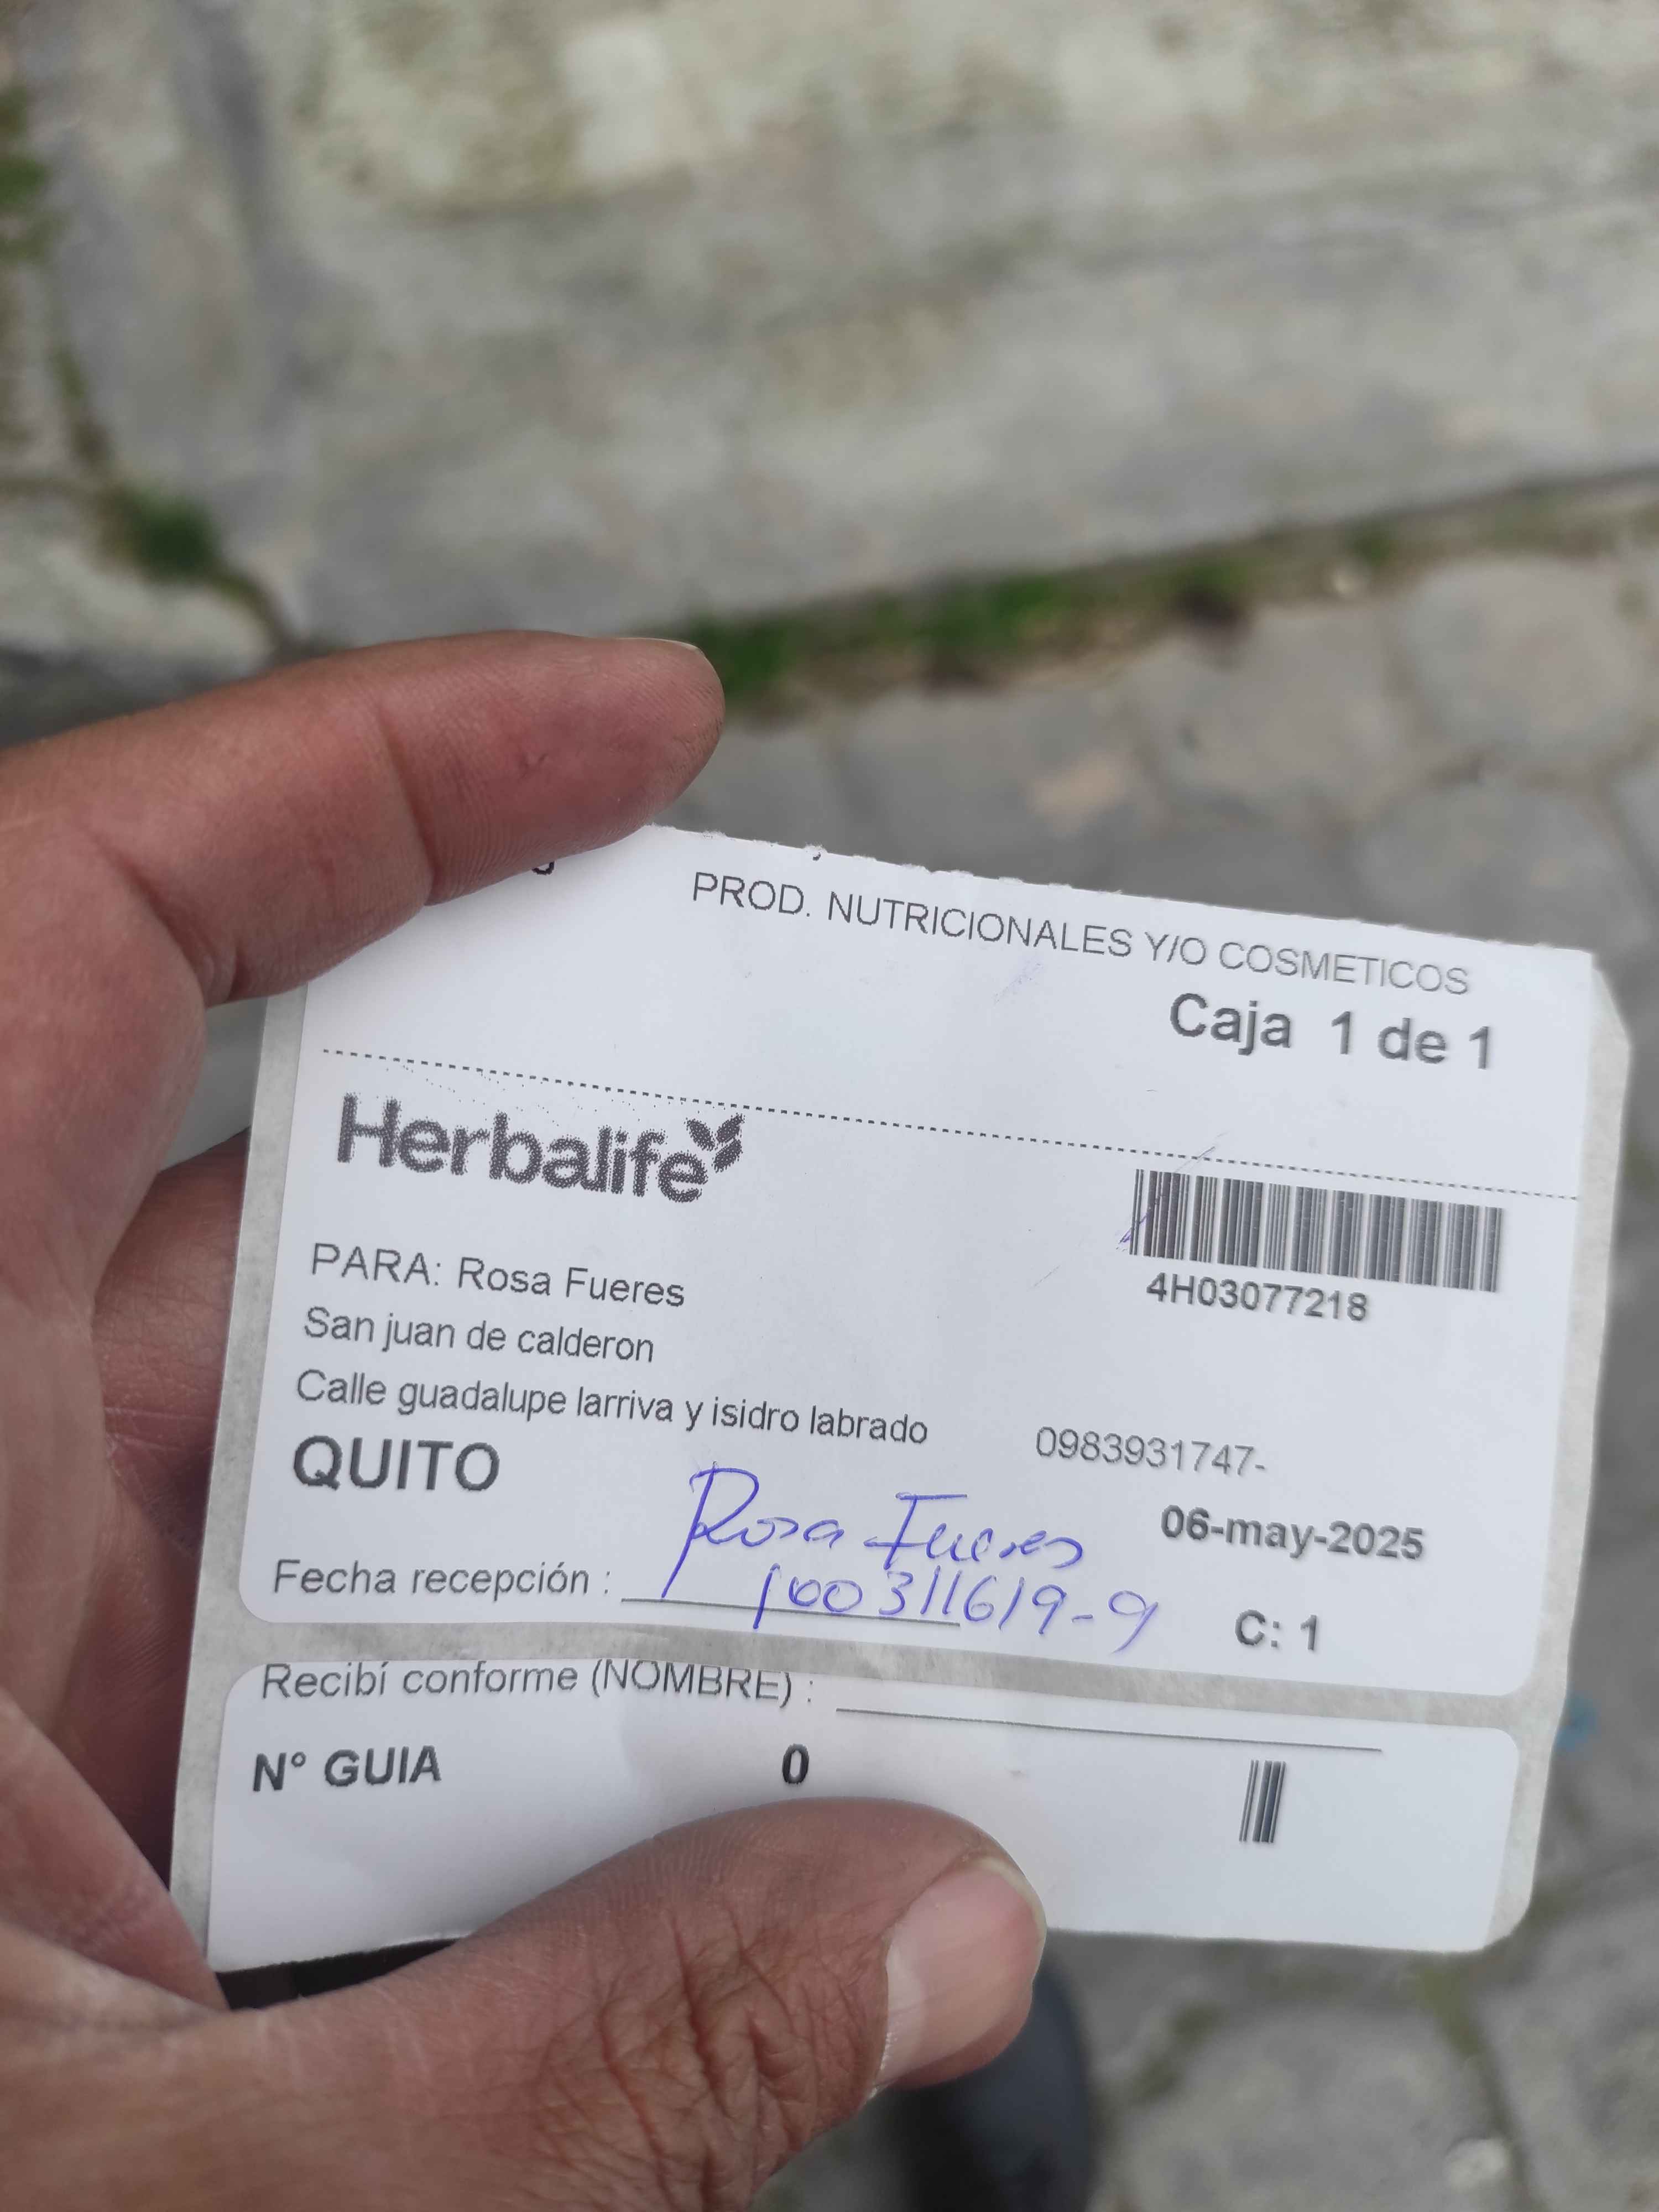 PROD. NUTRICIONALES Y/O COSMETICOS
Caja 1 de 1
Herbalife
4H03077218
PARA: Rosa Fueres
San juan de calderon
Calle guadalupe larriva y isidro labrado
0983931747-
QUITO
06-may-2025
Rosa Fueres
Fecha recepción :
100311619-9
C: 1
Recibí conforme (NOMBRE) :
N° GUIA 0